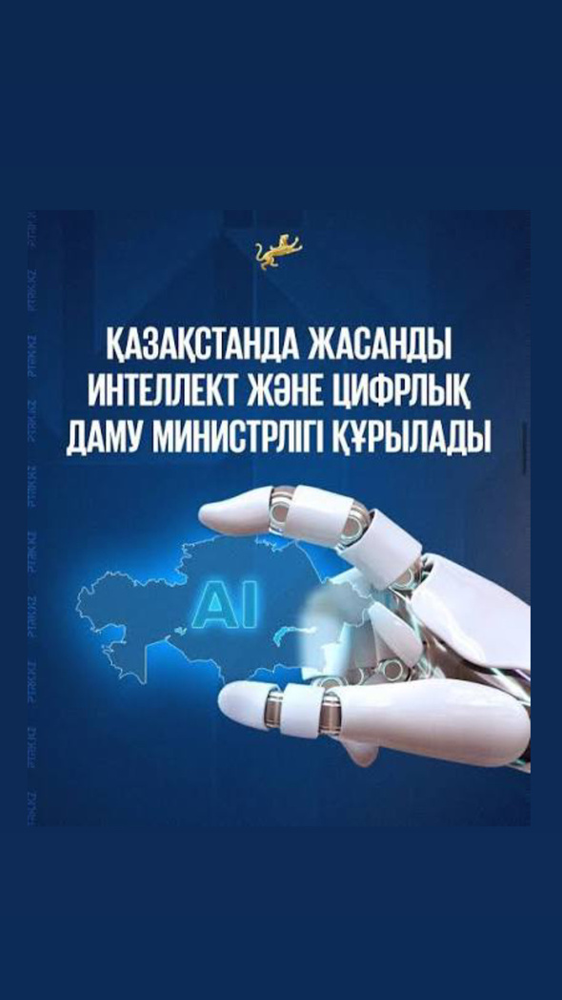 ҚАЗАҚСТАНДА ЖАСАНДЫ
ИНТЕЛЛЕКТ ЖӘНЕ ЦИФРЛЫҚ
ДАМУ МИНИСТРЛІГІ ҚҰРЫЛАДЫ
AI